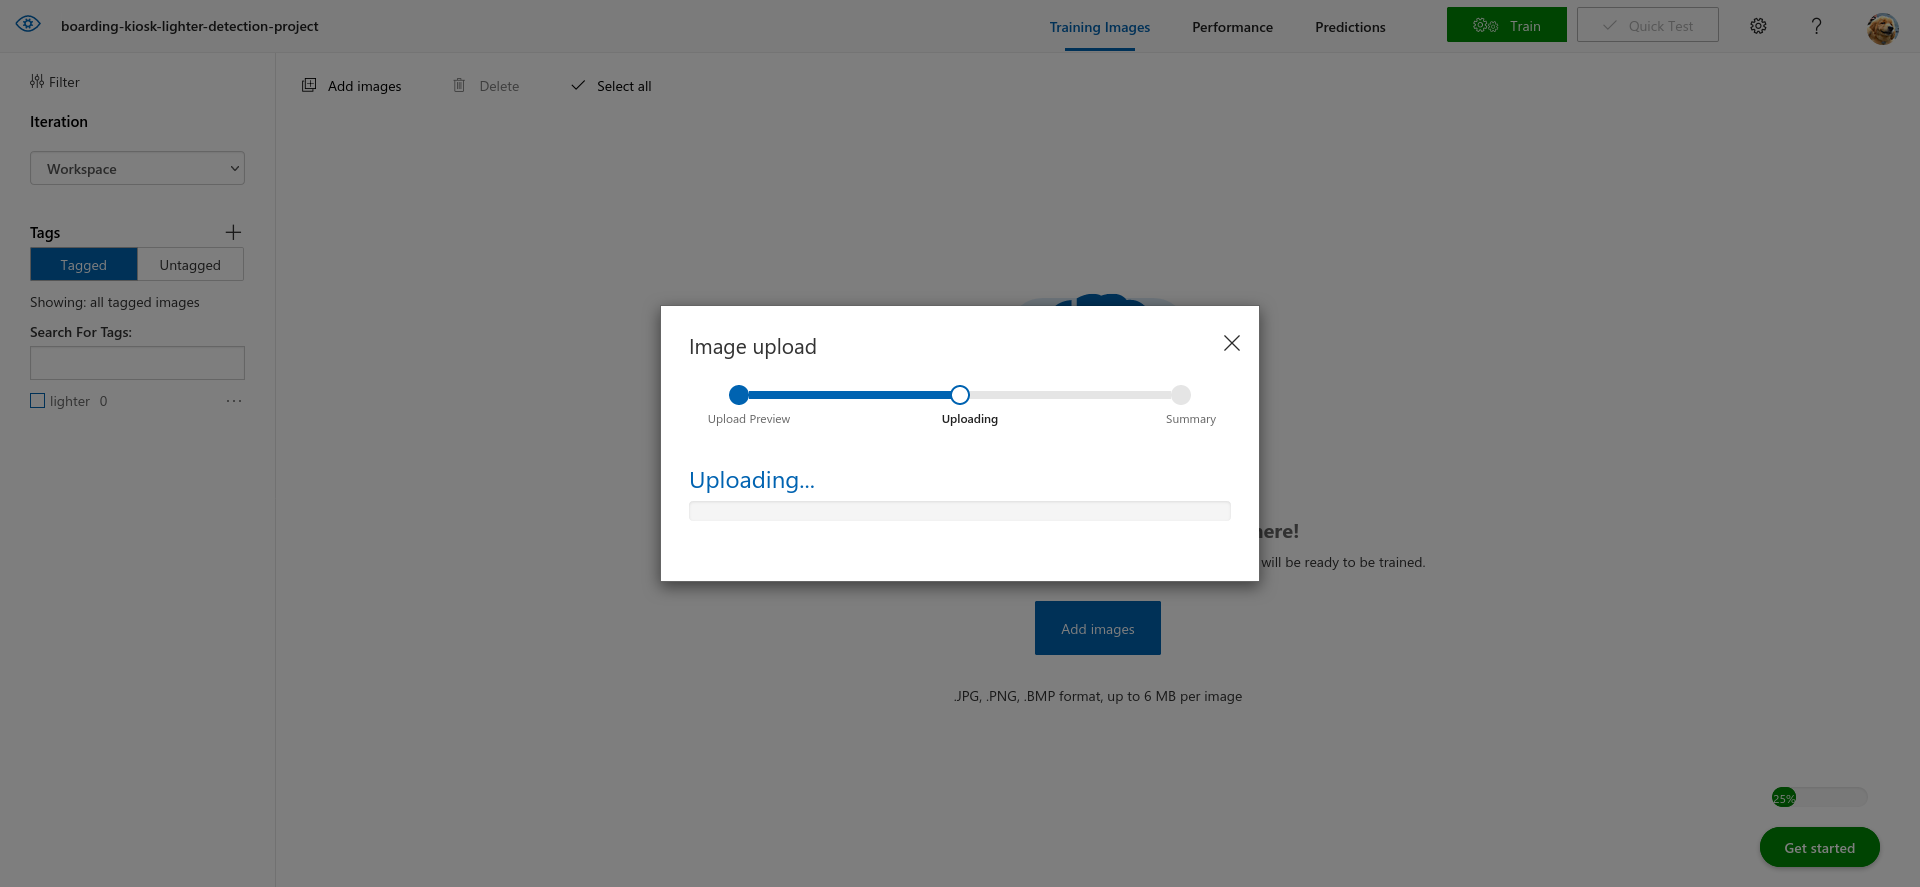 boarding-kiosk-lighter-detection-project
Training Images
Performance
Predictions
Train
Quick Test
?
Filter
Add images
Delete
Select all
Iteration
Workspace
Tags
Tagged
Untagged
Showing: all tagged images
Search For Tags:
lighter 0
Image upload
Upload Preview
Uploading
Summary
Uploading...
here!
will be ready to be trained.
Add images
.JPG, .PNG, .BMP format, up to 6 MB per image
25%
Get started